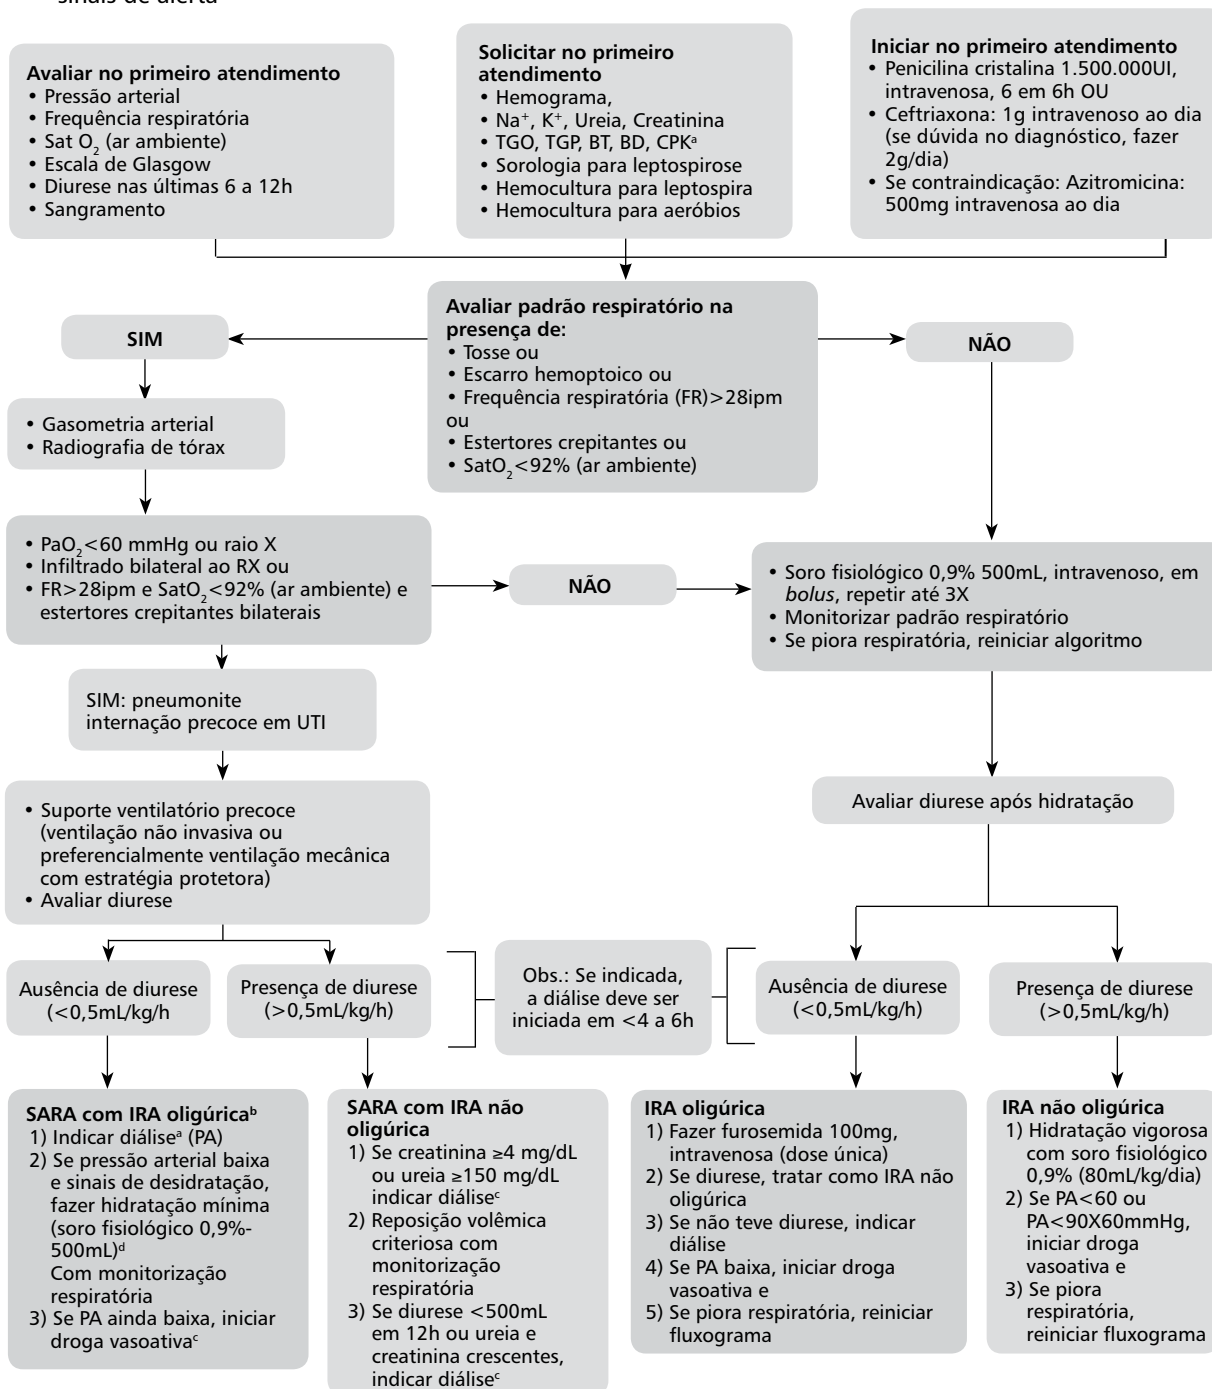 sinais de alerta
Avaliar no primeiro atendimento
• Pressão arterial
• Frequência respiratória
• Sat O₂ (ar ambiente)
• Escala de Glasgow
• Diurese nas últimas 6 a 12h
• Sangramento
Solicitar no primeiro
atendimento
• Hemograma,
• Na⁺, K⁺, Ureia, Creatinina
• TGO, TGP, BT, BD, CPKᵃ
• Sorologia para leptospirose
• Hemocultura para leptospira
• Hemocultura para aeróbios
Iniciar no primeiro atendimento
• Penicilina cristalina 1.500.000UI,
intravenosa, 6 em 6h OU
• Ceftriaxona: 1g intravenoso ao dia
(se dúvida no diagnóstico, fazer
2g/dia)
• Se contraindicação: Azitromicina:
500mg intravenosa ao dia
Avaliar padrão respiratório na
presença de:
• Tosse ou
• Escarro hemoptoico ou
• Frequência respiratória (FR)>28ipm
ou
• Estertores crepitantes ou
• SatO₂<92% (ar ambiente)
SIM
NÃO
• Gasometria arterial
• Radiografia de tórax
• PaO₂<60 mmHg ou raio X
• Infiltrado bilateral ao RX ou
• FR>28ipm e SatO₂<92% (ar ambiente) e
estertores crepitantes bilaterais
NÃO
• Soro fisiológico 0,9% 500mL, intravenoso, em
bolus, repetir até 3X
• Monitorizar padrão respiratório
• Se piora respiratória, reiniciar algoritmo
SIM: pneumonite
internação precoce em UTI
• Suporte ventilatório precoce
(ventilação não invasiva ou
preferencialmente ventilação mecânica
com estratégia protetora)
• Avaliar diurese
Avaliar diurese após hidratação
Ausência de diurese
(<0,5mL/kg/h
Presença de diurese
(>0,5mL/kg/h)
Obs.: Se indicada,
a diálise deve ser
iniciada em <4 a 6h
Ausência de diurese
(<0,5mL/kg/h)
Presença de diurese
(>0,5mL/kg/h)
SARA com IRA oligúricaᵇ
1) Indicar diáliseᵃ (PA)
2) Se pressão arterial baixa
e sinais de desidratação,
fazer hidratação mínima
(soro fisiológico 0,9%-
500mL)ᵈ
Com monitorização
respiratória
3) Se PA ainda baixa, iniciar
droga vasoativaᶜ
SARA com IRA não
oligúrica
1) Se creatinina ≥4 mg/dL
ou ureia ≥150 mg/dL
indicar diáliseᶜ
2) Reposição volêmica
criteriosa com
monitorização
respiratória
3) Se diurese <500mL
em 12h ou ureia e
creatinina crescentes,
indicar diáliseᶜ
IRA oligúrica
1) Fazer furosemida 100mg,
intravenosa (dose única)
2) Se diurese, tratar como IRA não
oligúrica
3) Se não teve diurese, indicar
diálise
4) Se PA baixa, iniciar droga
vasoativa e
5) Se piora respiratória, reiniciar
fluxograma
IRA não oligúrica
1) Hidratação vigorosa
com soro fisiológico
0,9% (80mL/kg/dia)
2) Se PA<60 ou
PA<90X60mmHg,
iniciar droga
vasoativa e
3) Se piora
respiratória,
reiniciar fluxograma